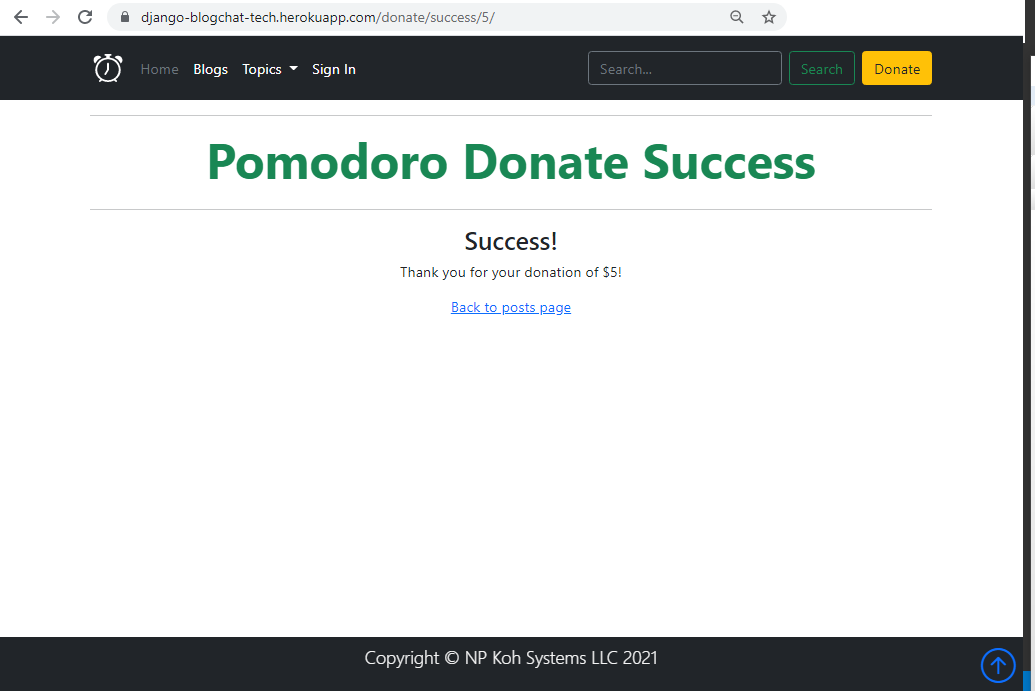 django-blogchat-tech.herokuapp.com/donate/success/5/
Home Blogs Topics Sign In Search... Search Donate
Pomodoro Donate Success
Success!
Thank you for your donation of $5!
Back to posts page
Copyright © NP Koh Systems LLC 2021